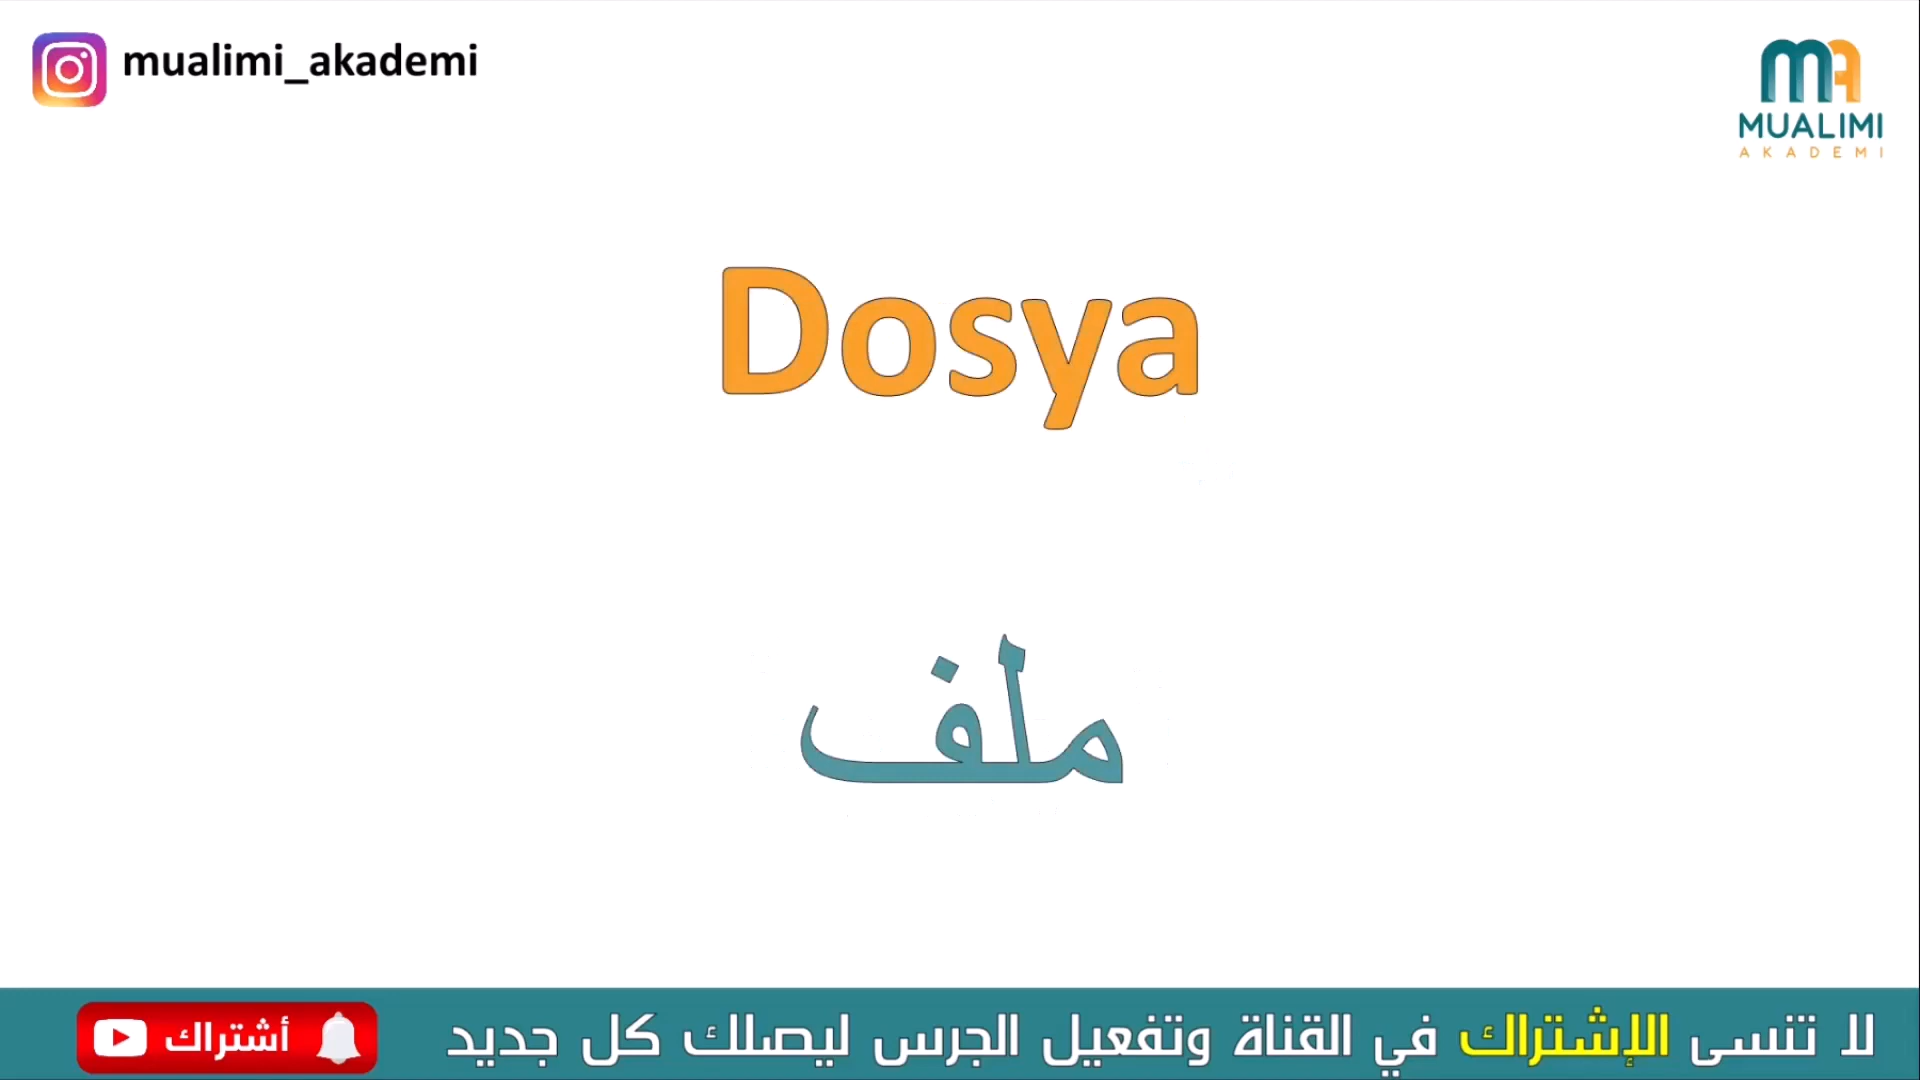 mualimi_akademi
MUALIMI
AKADEMI
Dosya
ملف
لا تنسى الإشتراك في القناة وتفعيل الجرس ليصلك كل جديد
أشتراك